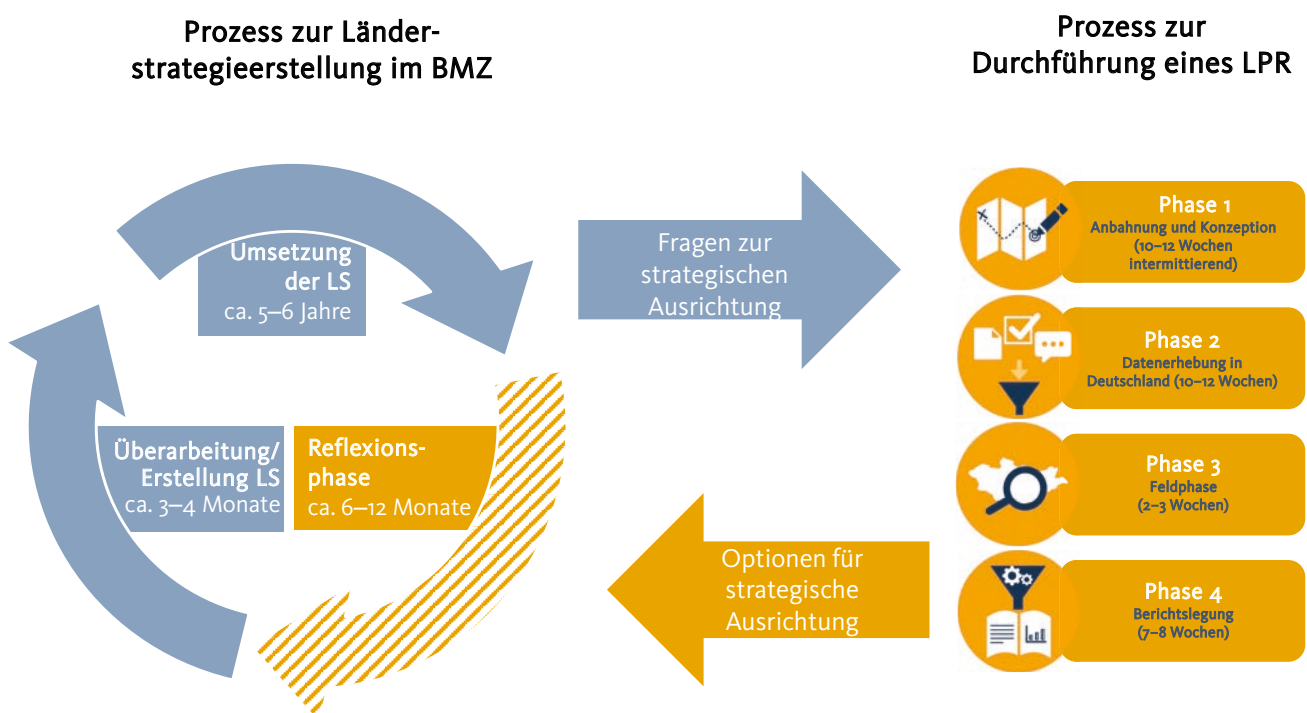 Prozess zur Länder-
strategieerstellung im BMZ
Umsetzung
der LS
ca. 5–6 Jahre
Überarbeitung/
Erstellung LS
ca. 3–4 Monate
Reflexions-
phase
ca. 6–12 Monate
Fragen zur
strategischen
Ausrichtung
Optionen für
strategische
Ausrichtung
Prozess zur
Durchführung eines LPR
Phase 1
Anbahnung und Konzeption
(10–12 Wochen
intermittierend)
Phase 2
Datenerhebung in
Deutschland (10–12 Wochen)
Phase 3
Feldphase
(2–3 Wochen)
Phase 4
Berichtslegung
(7–8 Wochen)